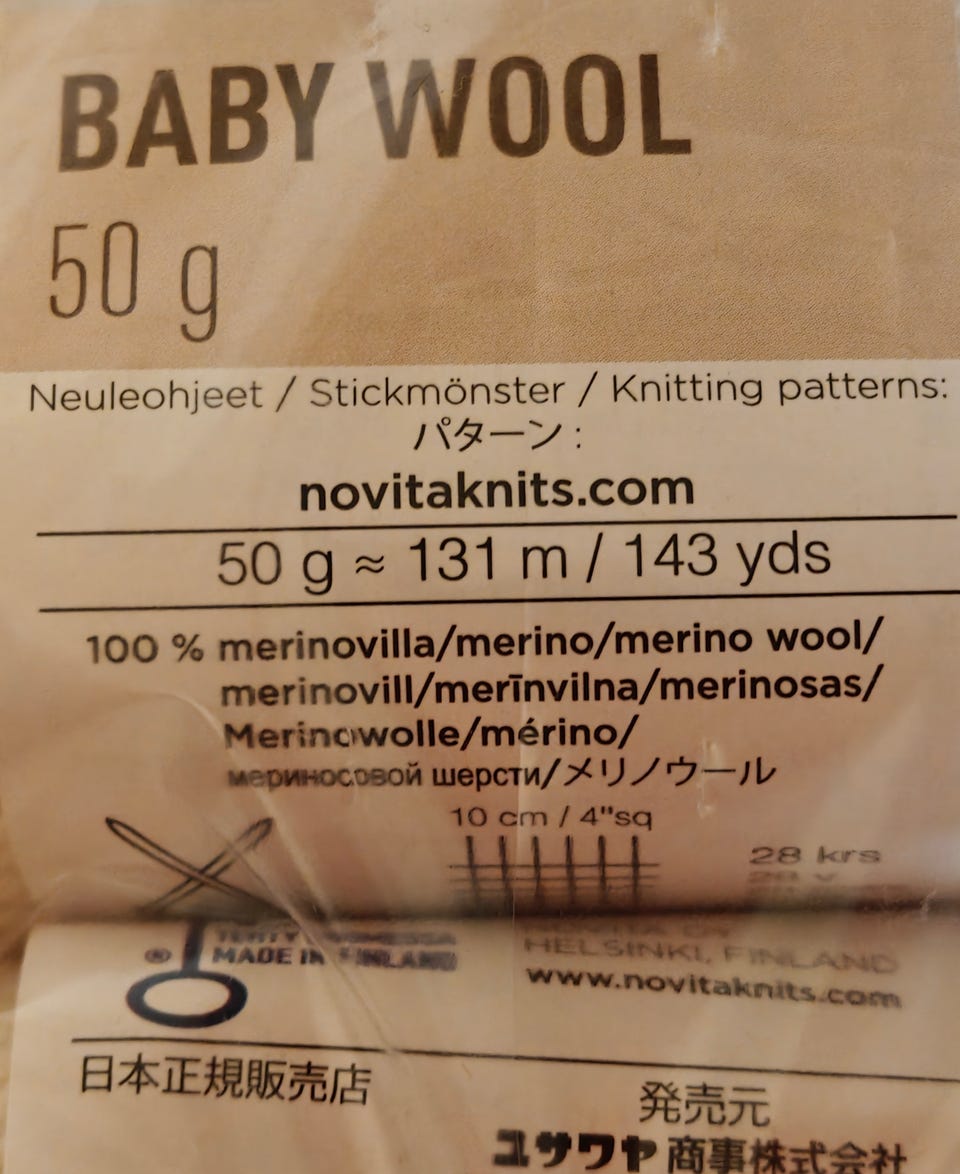 BABY WOOL
50 g
Neuleohjeet / Stickmönster / Knitting patterns:
パターン :
novitaknits.com
50 g ≈ 131 m / 143 yds
100 % merinovilla/merino/merino wool/
merinovill/merīnvilna/merinosas/
Merinowolle/mérino/
мериносовой шерсти/メリノウール
10 cm / 4"sq
28 krs
28 v
® MADE IN FINLAND
HELSINKI, FINLAND
www.novitaknits.com
日本正規販売店
発売元
ユザワヤ商事株式会社